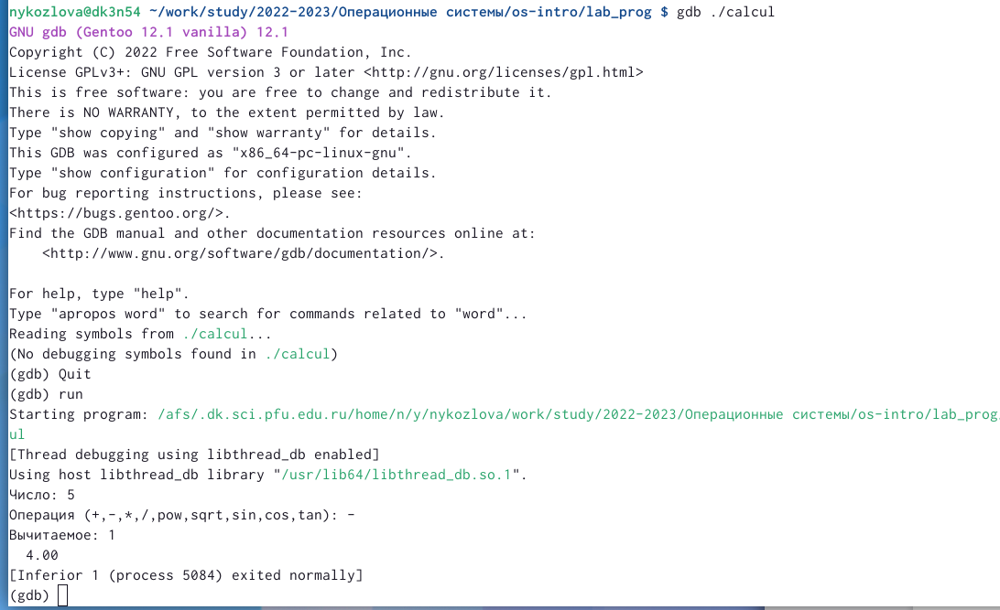 nykozlova@dk3n54 ~/work/study/2022-2023/Операционные системы/os-intro/lab_prog $ gdb ./calcul
GNU gdb (Gentoo 12.1 vanilla) 12.1
Copyright (C) 2022 Free Software Foundation, Inc.
License GPLv3+: GNU GPL version 3 or later <http://gnu.org/licenses/gpl.html>
This is free software: you are free to change and redistribute it.
There is NO WARRANTY, to the extent permitted by law.
Type "show copying" and "show warranty" for details.
This GDB was configured as "x86_64-pc-linux-gnu".
Type "show configuration" for configuration details.
For bug reporting instructions, please see:
<https://bugs.gentoo.org/>.
Find the GDB manual and other documentation resources online at:
    <http://www.gnu.org/software/gdb/documentation/>.

For help, type "help".
Type "apropos word" to search for commands related to "word"...
Reading symbols from ./calcul...
(No debugging symbols found in ./calcul)
(gdb) Quit
(gdb) run
Starting program: /afs/.dk.sci.pfu.edu.ru/home/n/y/nykozlova/work/study/2022-2023/Операционные системы/os-intro/lab_prog
ul
[Thread debugging using libthread_db enabled]
Using host libthread_db library "/usr/lib64/libthread_db.so.1".
Число: 5
Операция (+,-,*,/,pow,sqrt,sin,cos,tan): -
Вычитаемое: 1
  4.00
[Inferior 1 (process 5084) exited normally]
(gdb)